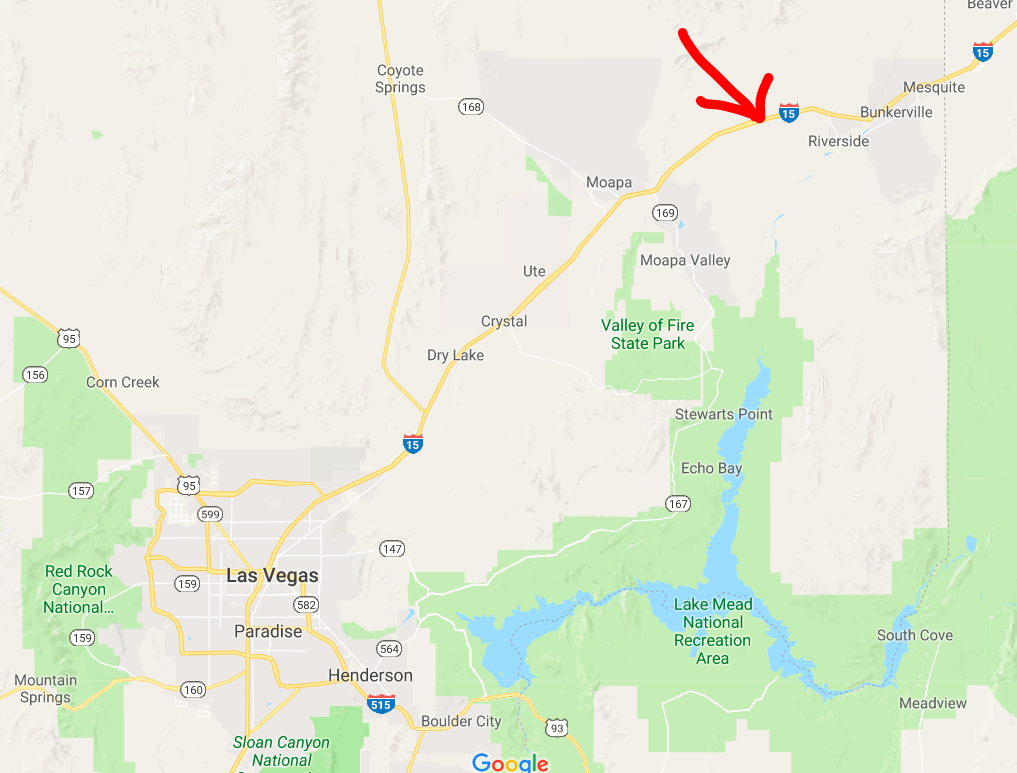 Beaver
15
Coyote
Springs
168
Mesquite
15
Bunkerville
Riverside
Moapa
169
Moapa Valley
Ute
Crystal
Valley of Fire
State Park
95
Dry Lake
156
Corn Creek
Stewarts Point
15
Echo Bay
95
157
167
599
147
Red Rock
Canyon
National...
Las Vegas
159
582
Lake Mead
National
Recreation
Area
Paradise
159
564
South Cove
Henderson
Mountain
Springs
160
515
Meadview
Boulder City
93
Sloan Canyon
National
Google